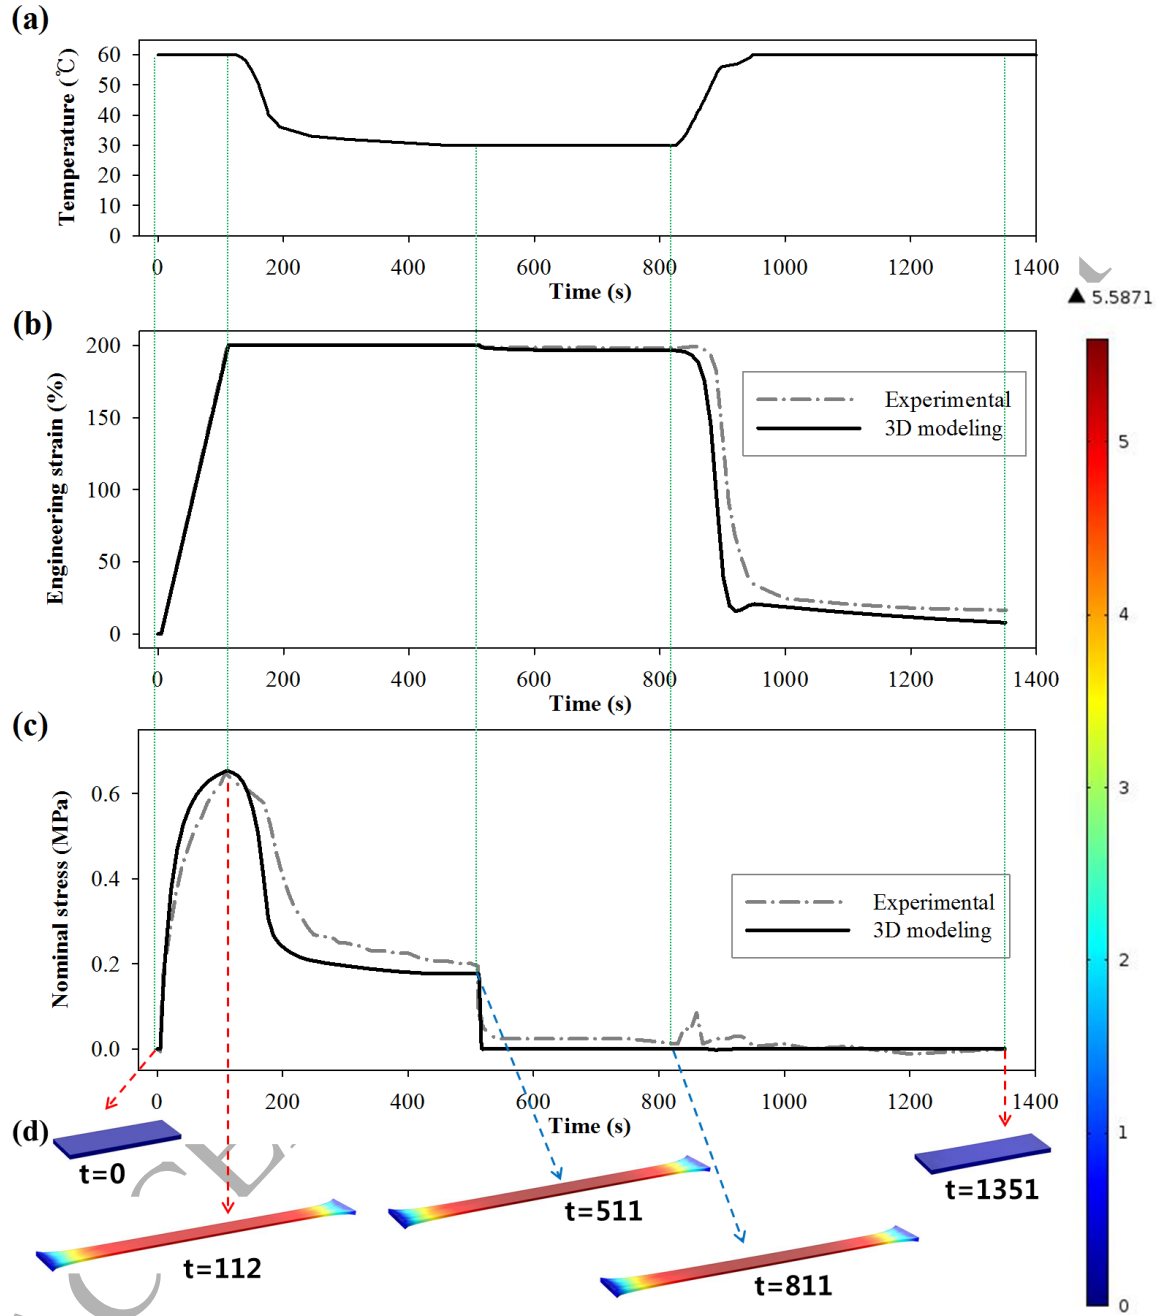 (a)
Temperature (℃)
60
50
40
30
20
10
0
0 200 400 600 800 1000 1200 1400
Time (s)
▲ 5.5871
(b)
Engineering strain (%)
200
150
100
50
0
Experimental
3D modeling
0 200 400 600 800 1000 1200 1400
Time (s)
5
4
3
2
1
0
(c)
Nominal stress (MPa)
0.6
0.4
0.2
0.0
Experimental
3D modeling
0 200 400 600 800 1000 1200 1400
Time (s)
(d)
t=0
t=112
t=511
t=811
t=1351